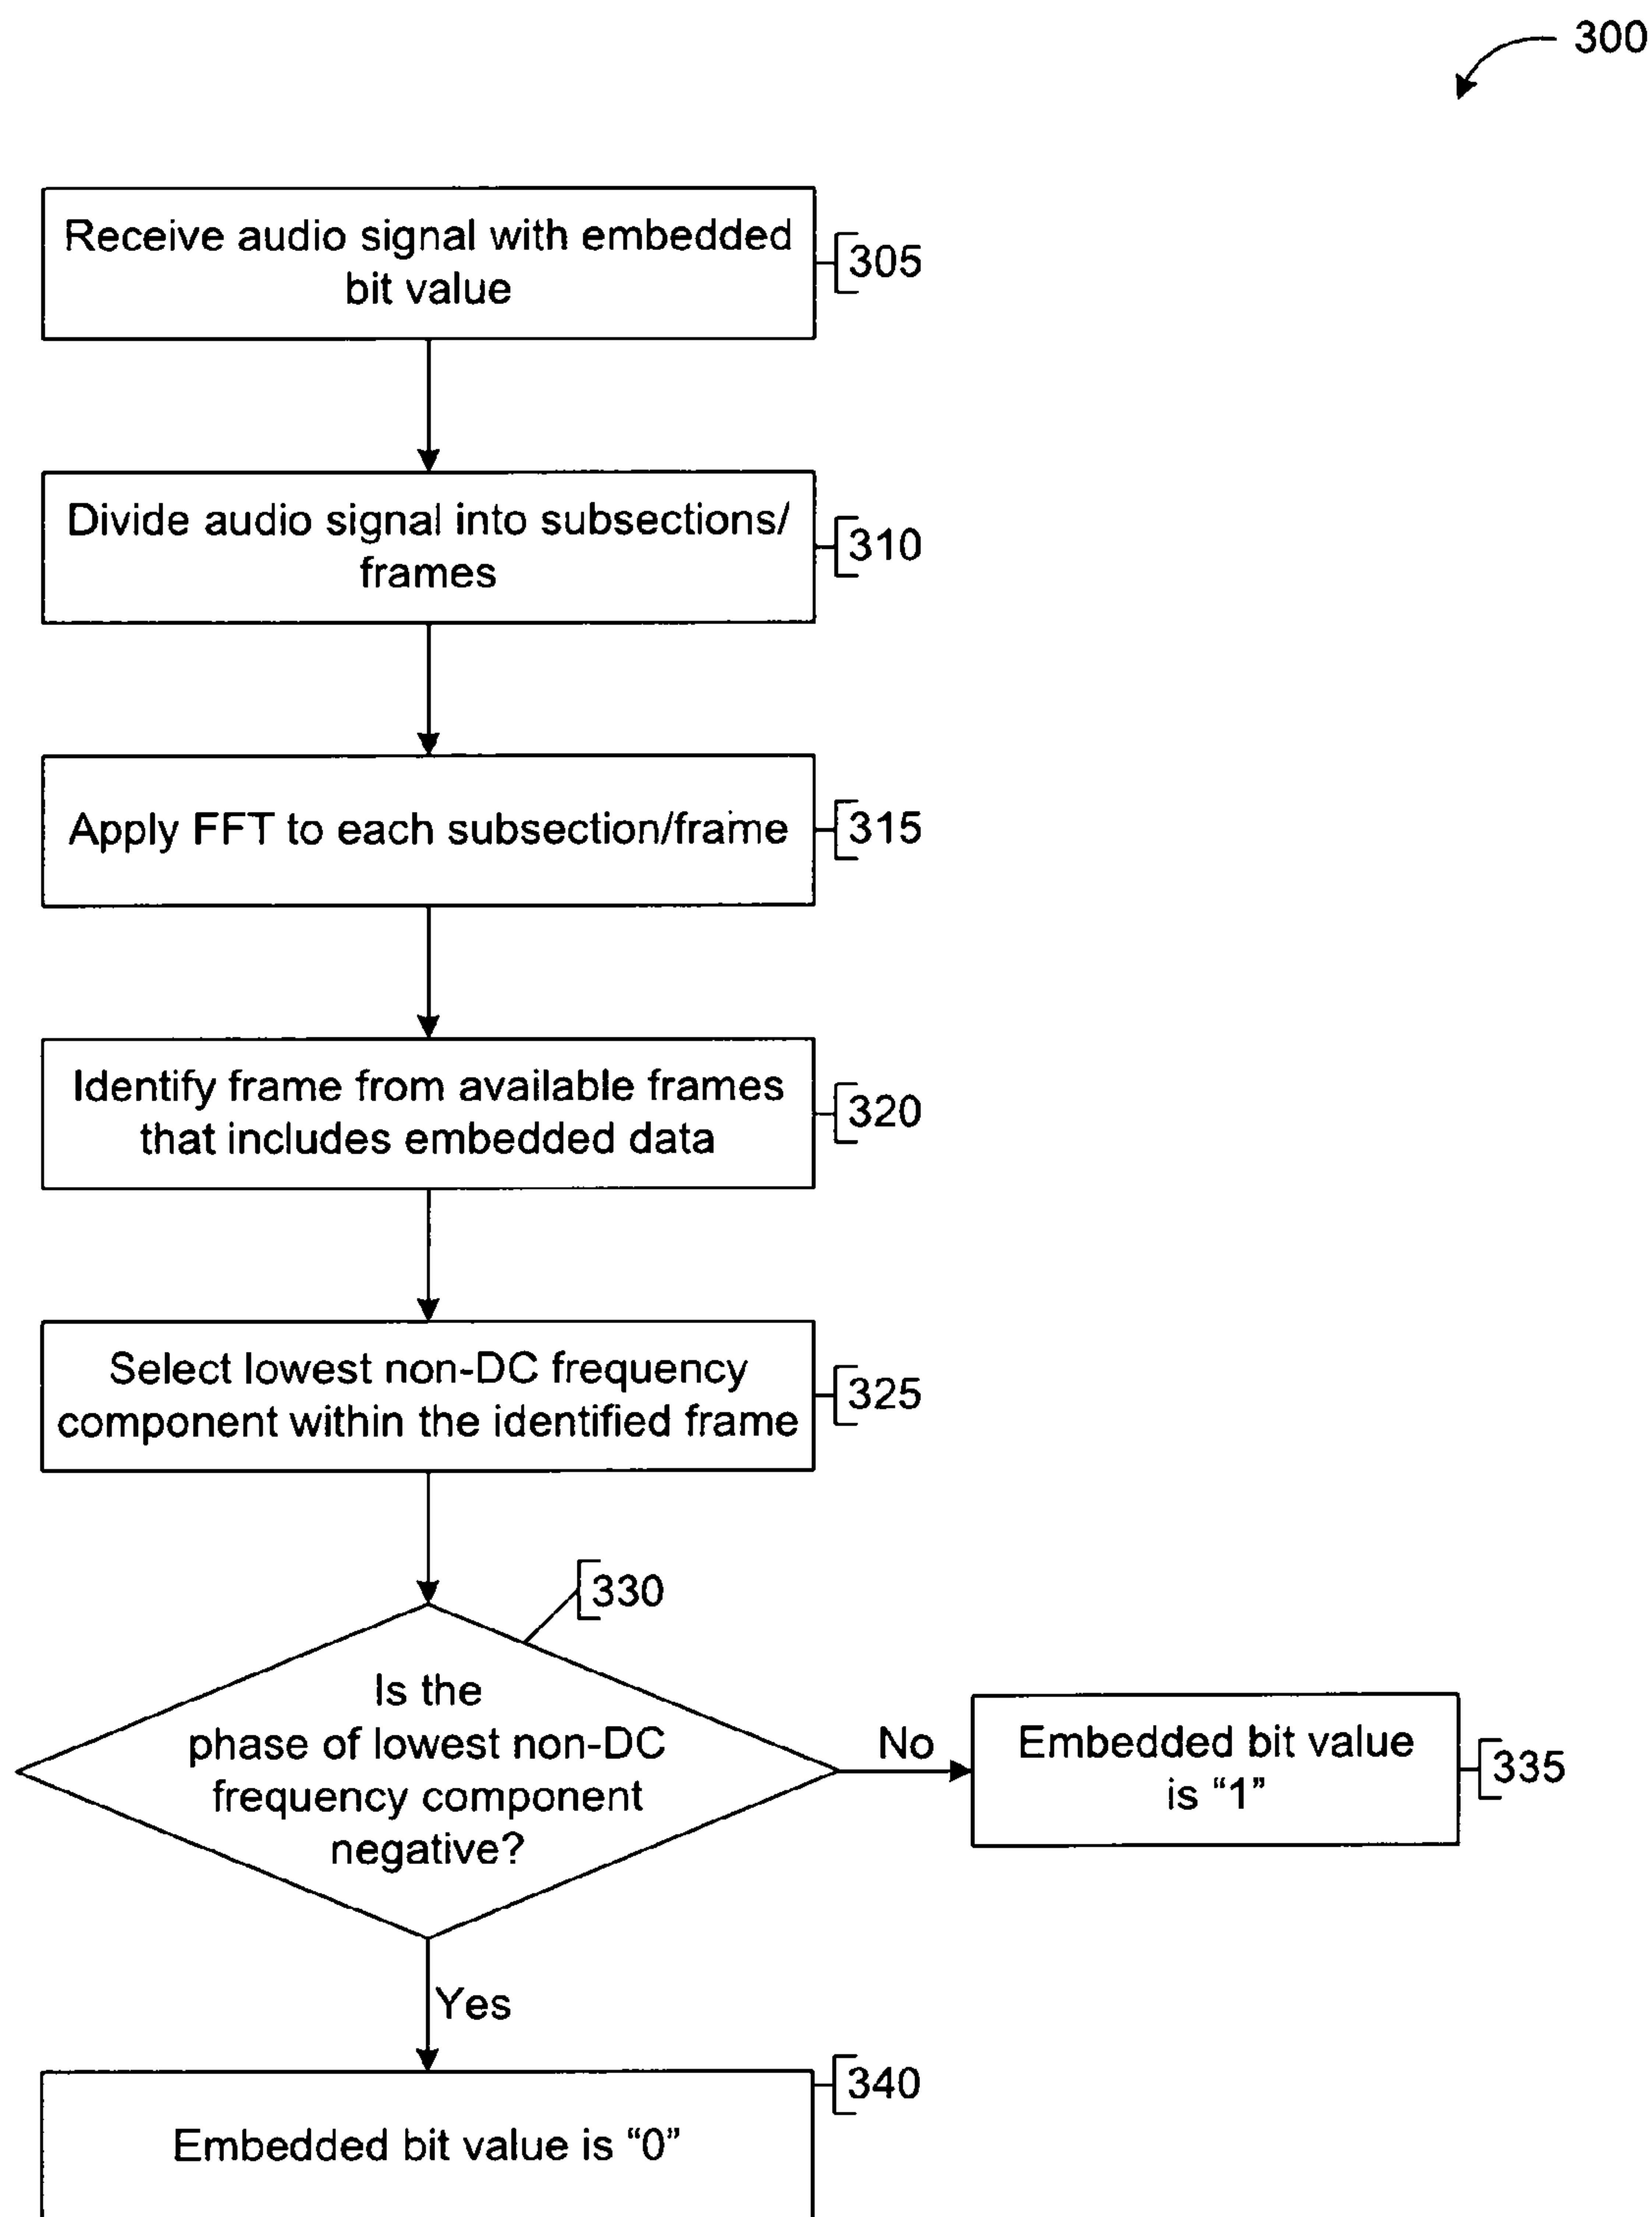 300
Receive audio signal with embedded
bit value
305
Divide audio signal into subsections/
frames
310
Apply FFT to each subsection/frame
315
Identify frame from available frames
that includes embedded data
320
Select lowest non-DC frequency
component within the identified frame
325
330
Is the
phase of lowest non-DC
frequency component
negative?
No
Embedded bit value
is “1”
335
Yes
340
Embedded bit value is “0”